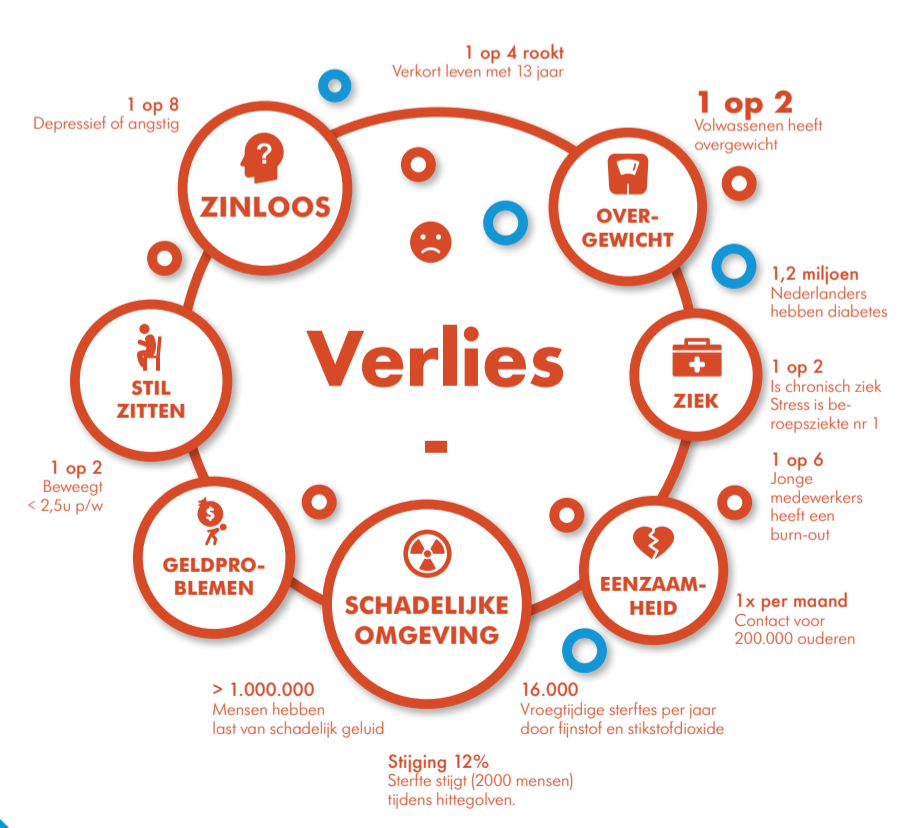 1 op 4 rookt
Verkort leven met 13 jaar
1 op 8
Depressief of angstig
1 op 2
Volwassenen heeft
overgewicht
?
ZINLOOS
OVER-
GEWICHT
1,2 miljoen
Nederlanders
hebben diabetes
Verlies
-
STIL
ZITTEN
ZIEK
1 op 2
Is chronisch ziek
Stress is be-
roepsziekte nr 1
1 op 2
Beweegt
< 2,5u p/w
1 op 6
Jonge
medewerkers
heeft een
burn-out
$
GELDPRO-
BLEMEN
SCHADELIJKE
OMGEVING
EENZAAM-
HEID
1x per maand
Contact voor
200.000 ouderen
> 1.000.000
Mensen hebben
last van schadelijk geluid
16.000
Vroegtijdige sterftes per jaar
door fijnstof en stikstofdioxide
Stijging 12%
Sterfte stijgt (2000 mensen)
tijdens hittegolven.